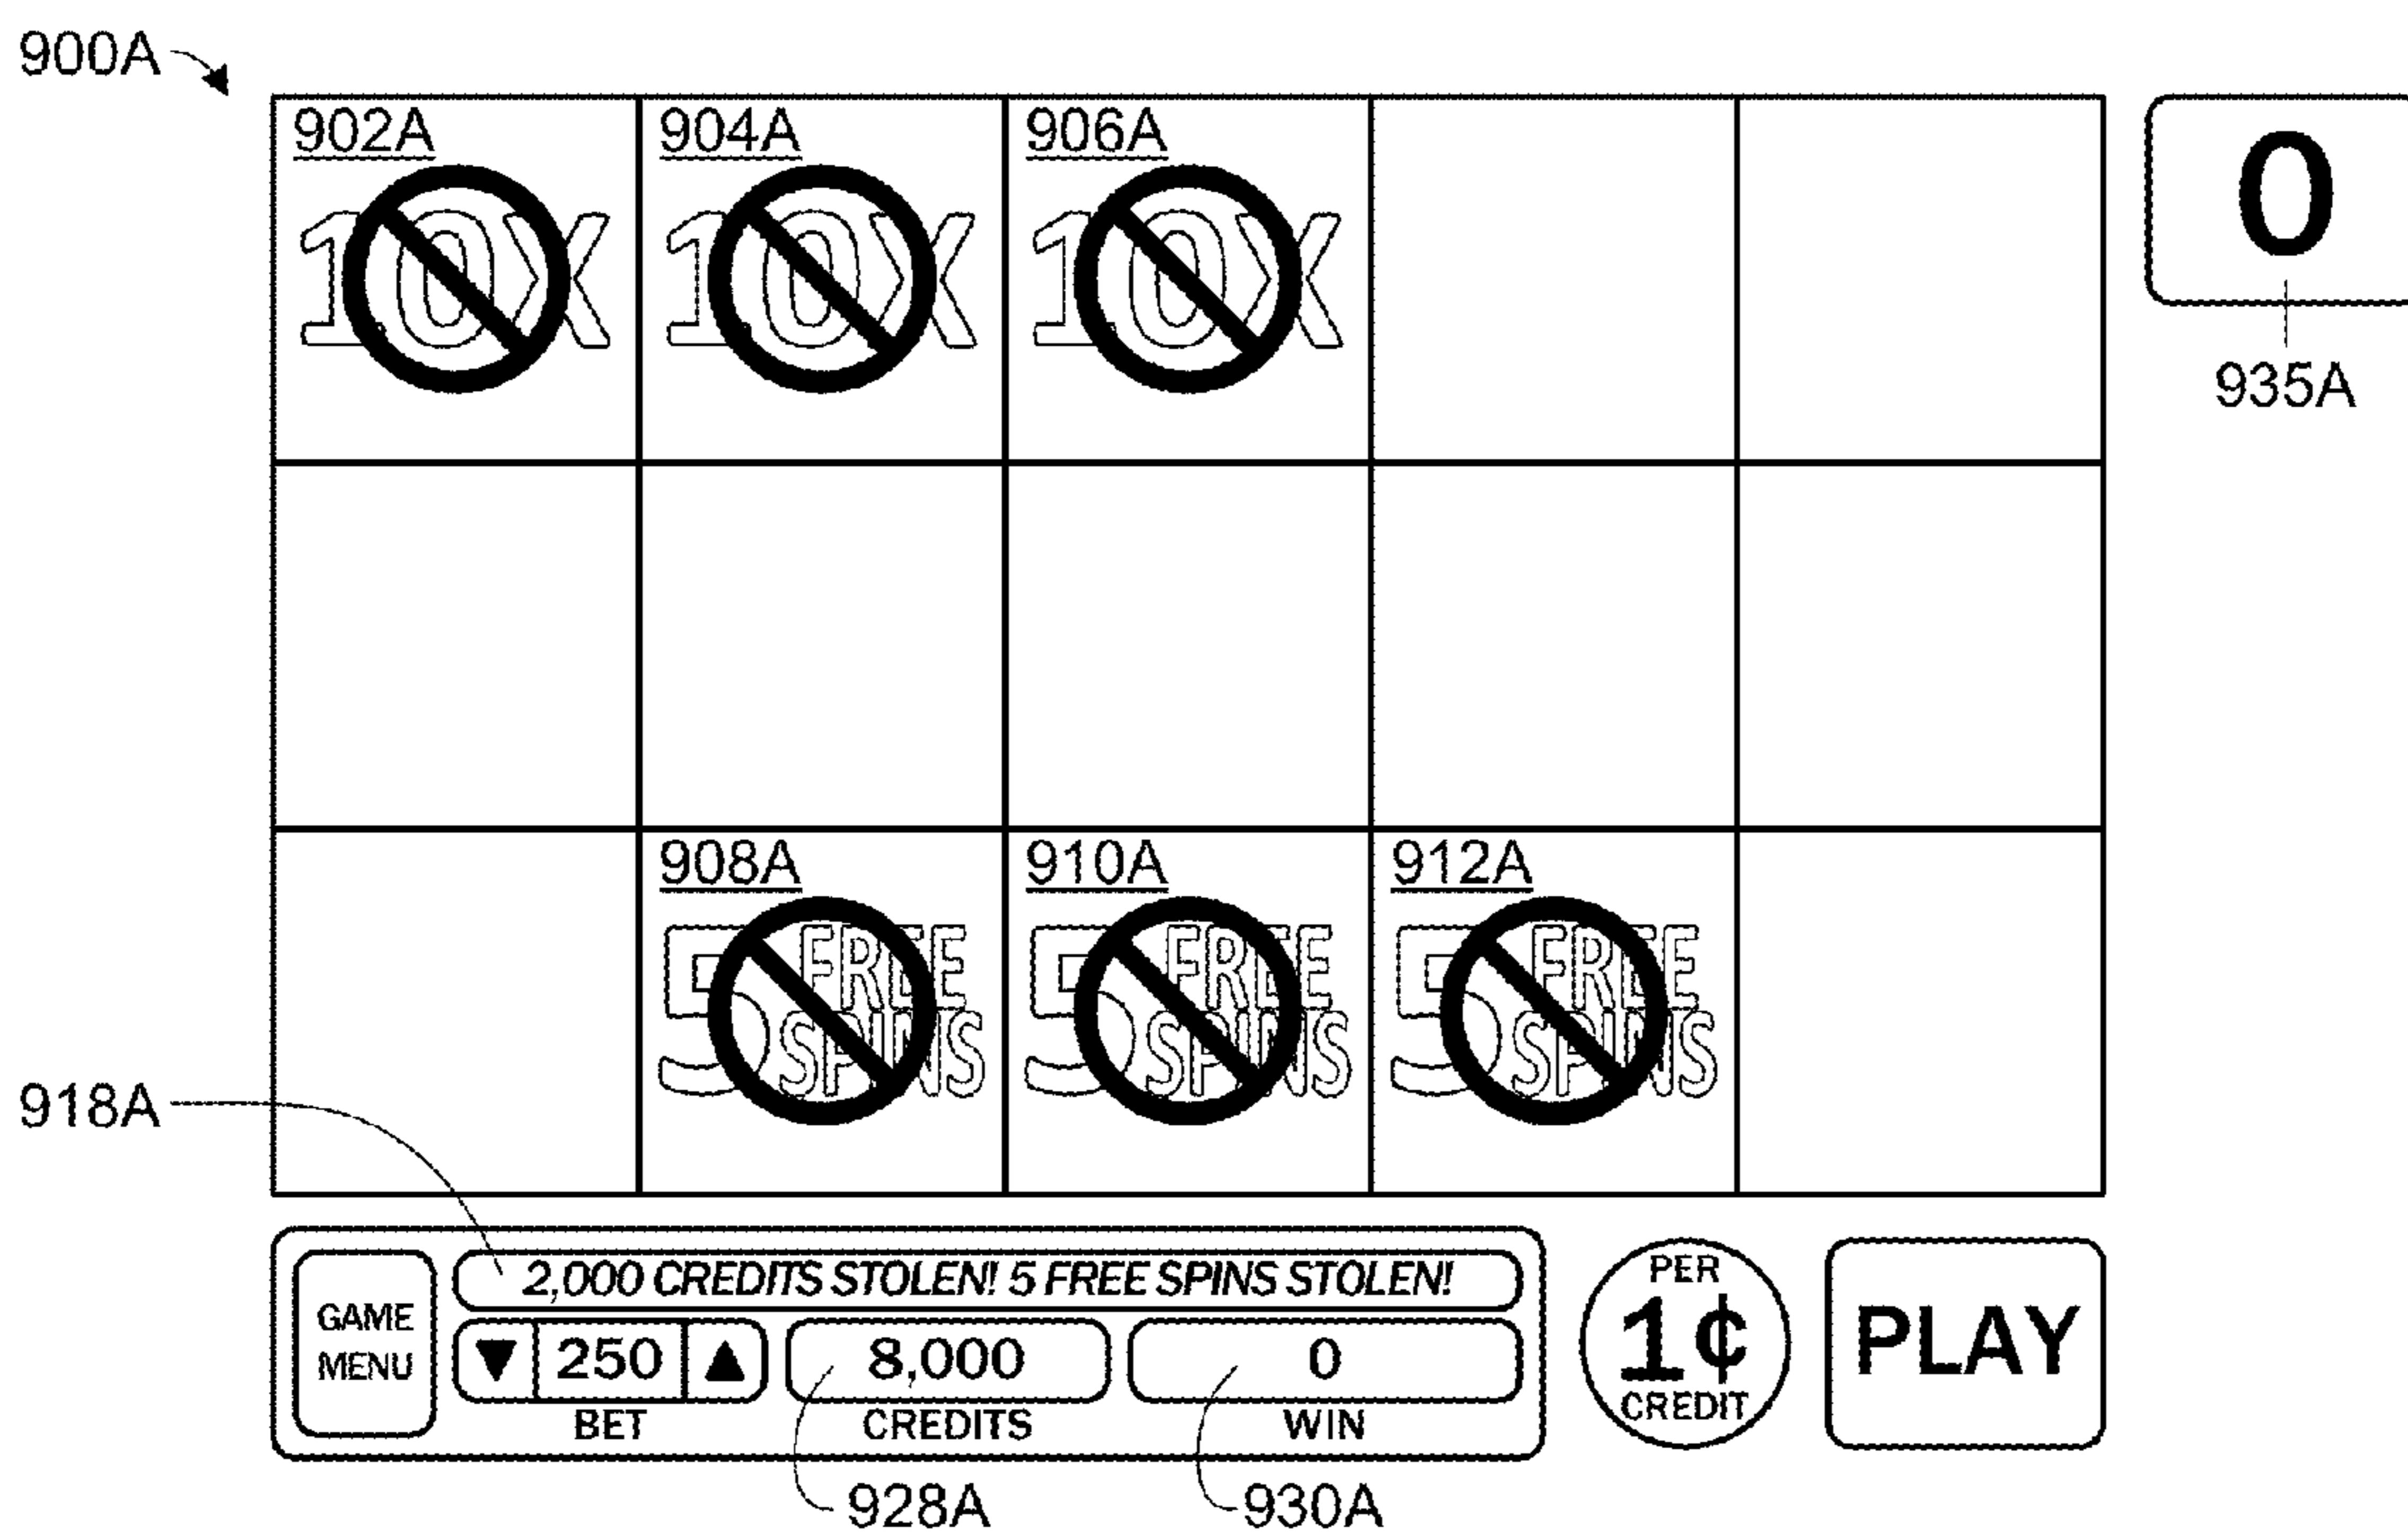 900A
902A 904A 906A
10X 10X 10X
0
935A
908A 910A 912A
5 FREE SPINS 5 FREE SPINS 5 FREE SPINS
918A
2,000 CREDITS STOLEN! 5 FREE SPINS STOLEN!
GAME MENU
▼ 250 ▲ 8,000 0
BET CREDITS WIN
PER
1¢
CREDIT
PLAY
928A 930A